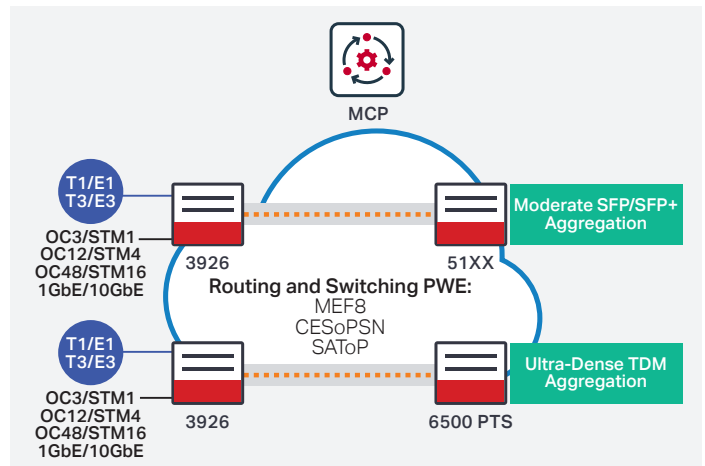 MCP
T1/E1
T3/E3
OC3/STM1
OC12/STM4
OC48/STM16
1GbE/10GbE
3926
51XX
Moderate SFP/SFP+
Aggregation
Routing and Switching PWE:
MEF8
CESoPSN
SAToP
T1/E1
T3/E3
OC3/STM1
OC12/STM4
OC48/STM16
1GbE/10GbE
3926
6500 PTS
Ultra-Dense TDM
Aggregation